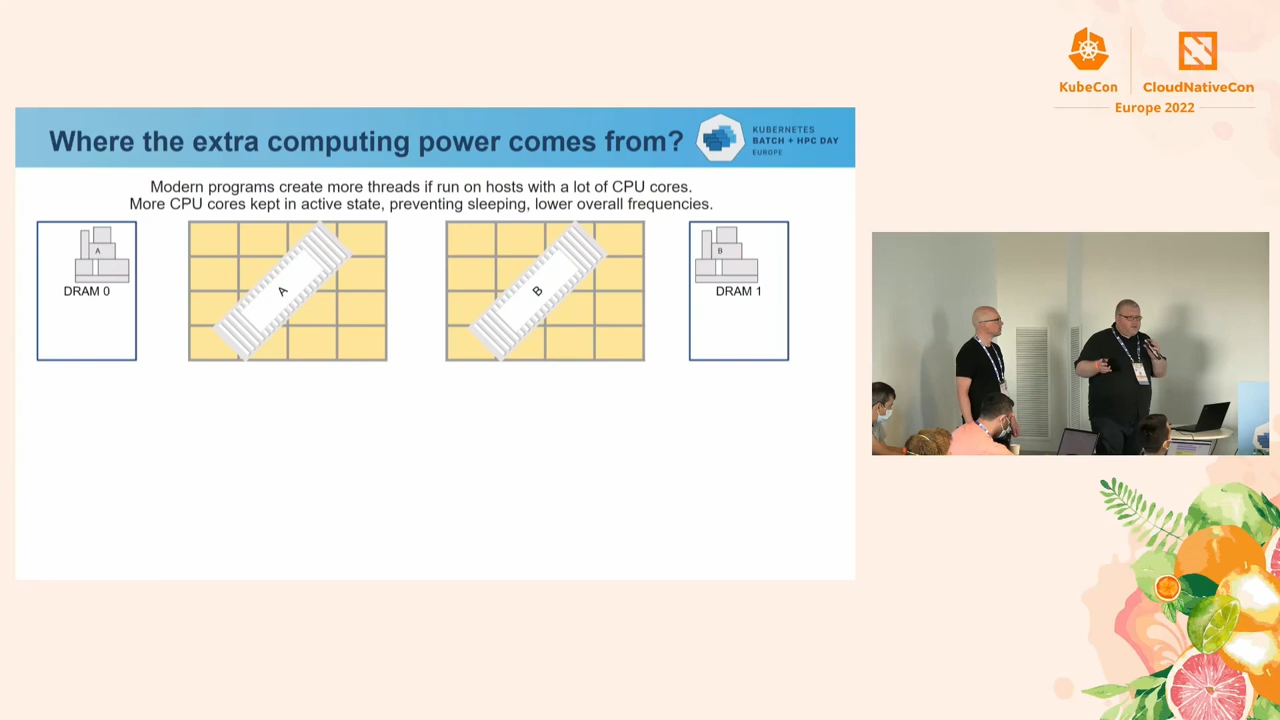 KubeCon
CloudNativeCon
Europe 2022
Where the extra computing power comes from?
KUBERNETES
BATCH + HPC DAY
EUROPE
Modern programs create more threads if run on hosts with a lot of CPU cores.
More CPU cores kept in active state, preventing sleeping, lower overall frequencies.
A
DRAM 0
A
B
B
DRAM 1